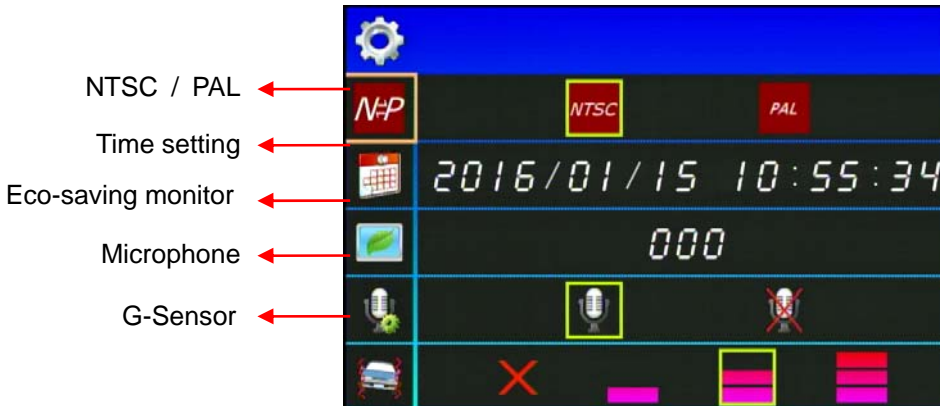 NTSC / PAL
N P
NTSC
PAL
Time setting
2016/01/15 10:55:34
Eco-saving monitor
000
Microphone
G-Sensor